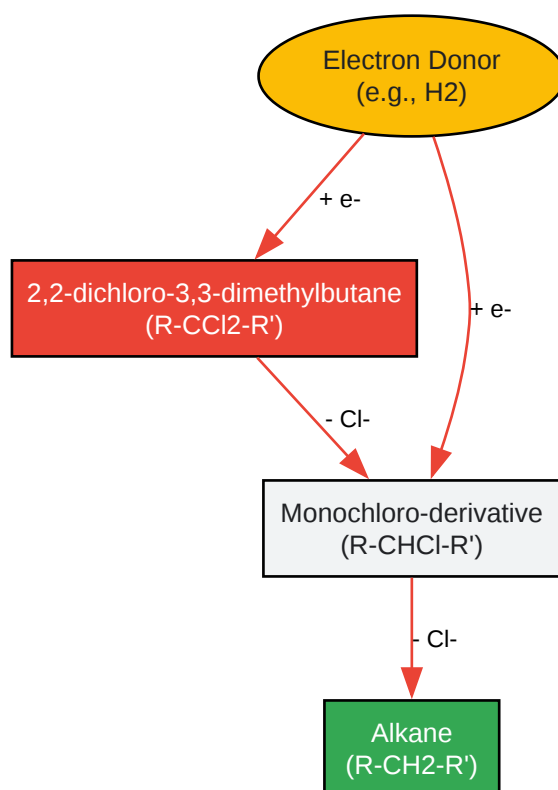 Electron Donor
(e.g., H2)
+ e-
2,2-dichloro-3,3-dimethylbutane
(R-CCl2-R')
+ e-
- Cl-
Monochloro-derivative
(R-CHCl-R')
- Cl-
Alkane
(R-CH2-R')